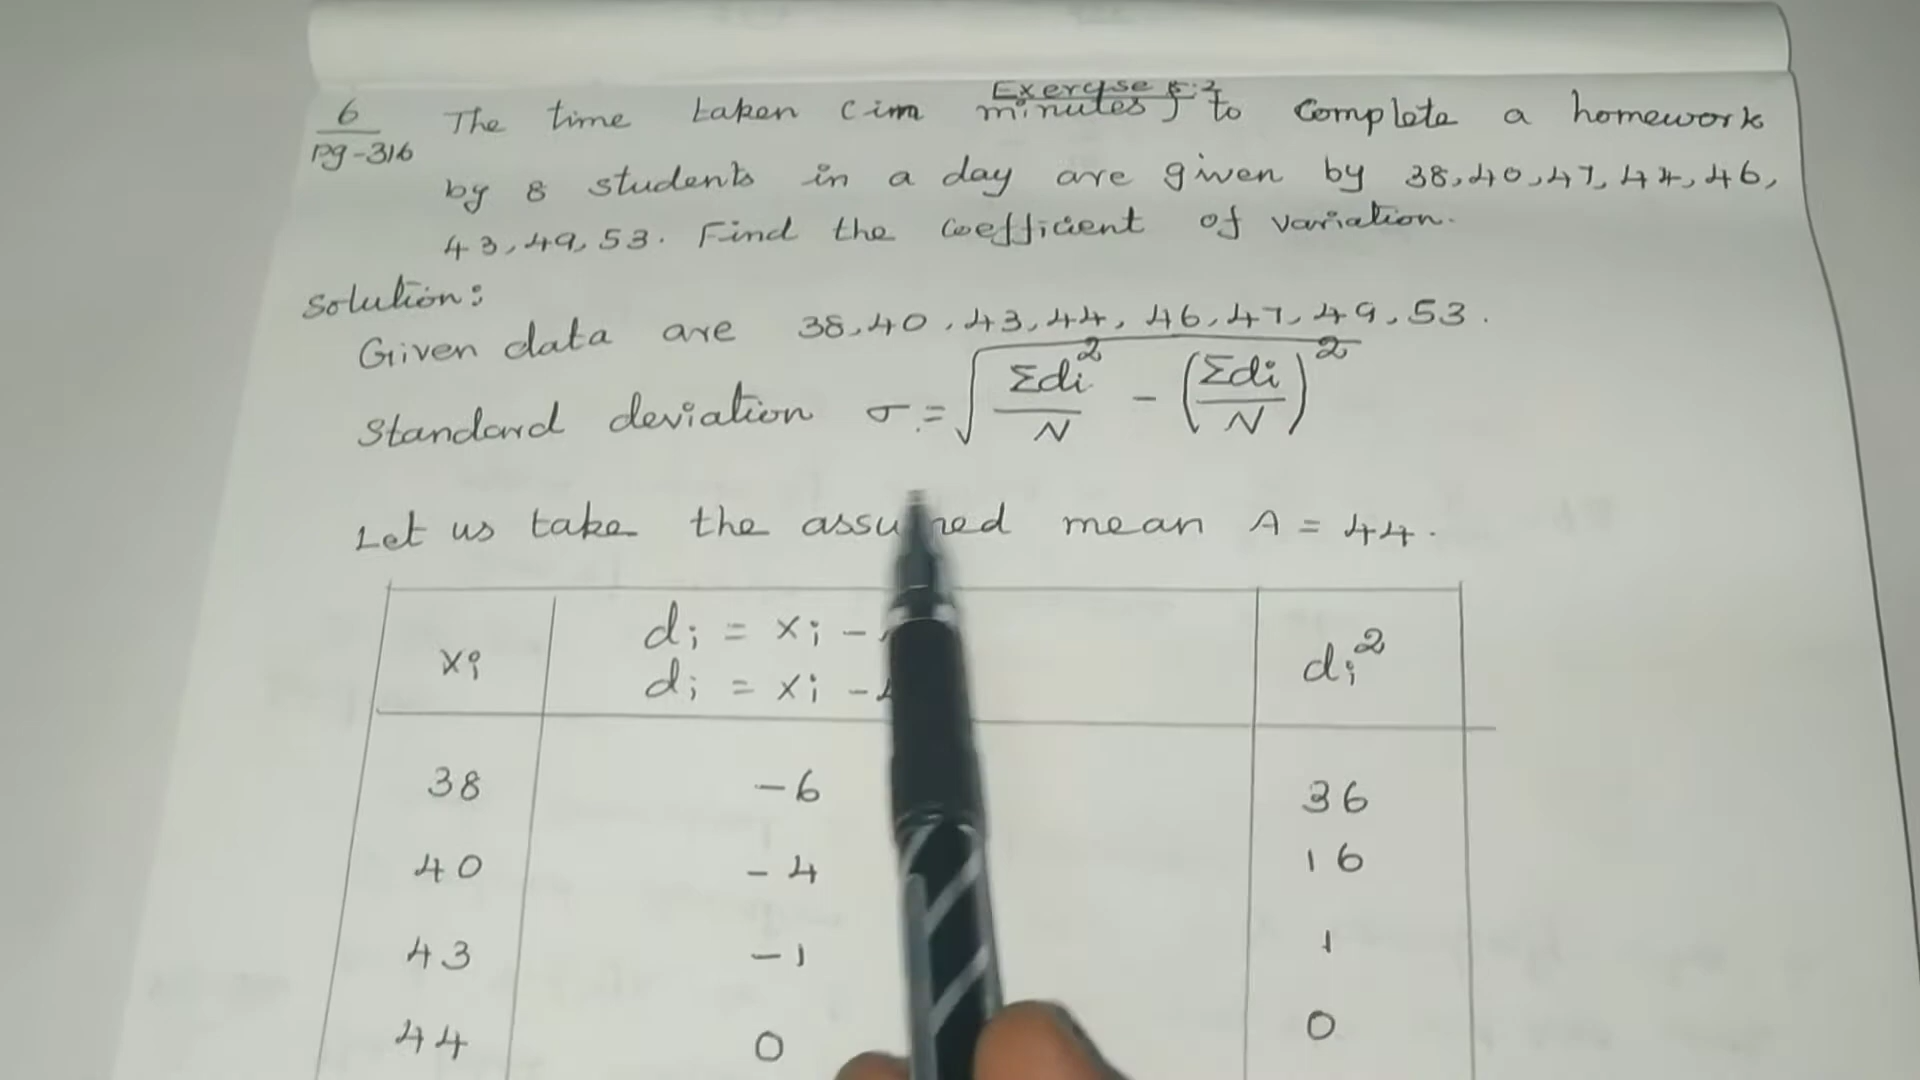 Exercise 8.2
6 The time taken (in minutes) to complete a homework
pg-316
by 8 students in a day are given by 38,40,47,44,46,
43,49,53. Find the coefficient of variation.
Solution:
Given data are 38,40,43,44,46,47,49,53.
Standard deviation σ = √ Σdi²/N - (Σdi/N)²
Let us take the assumed mean A = 44.
xi di = xi - di²
di = xi -
38 -6 36
40 -4 16
43 -1 1
44 0 0